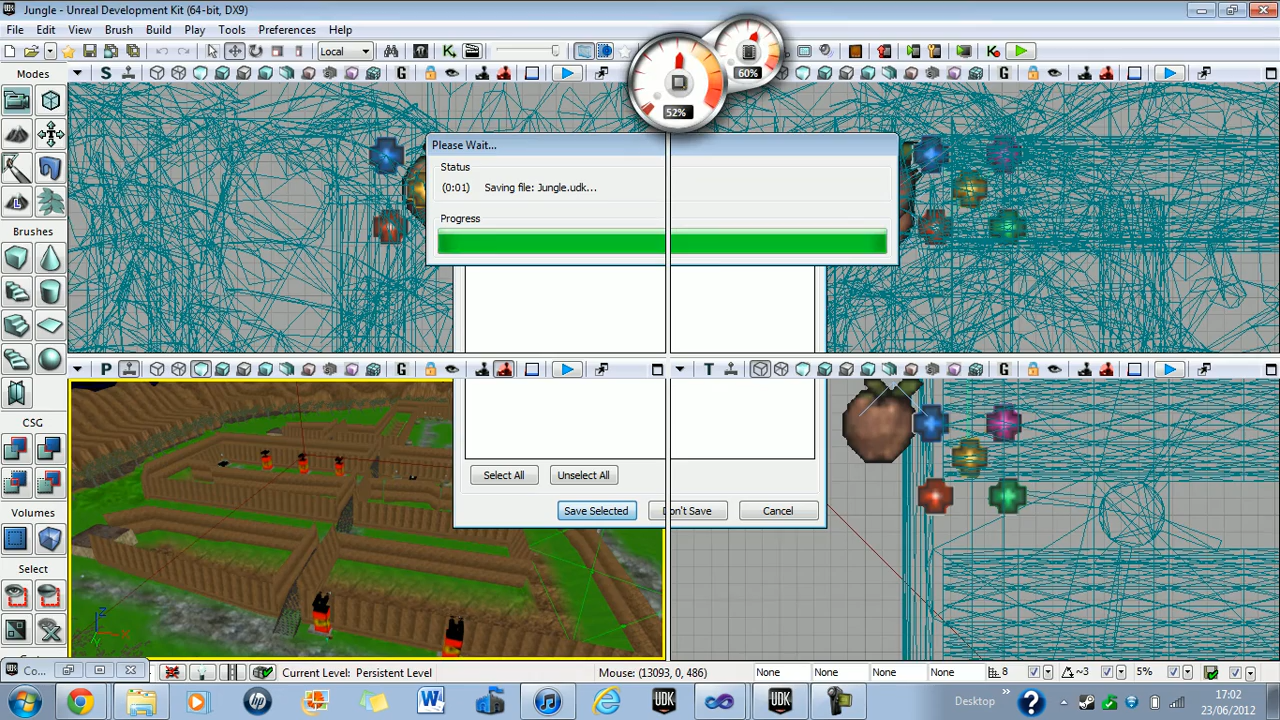 Jungle - Unreal Development Kit (64-bit, DX9)
File Edit View Brush Build Play Tools Preferences Help
Local
60%
52%
Modes
S
G
G
Please Wait...
Status
(0:01) Saving file: Jungle.udk...
Progress
L
Brushes
P
G
T
G
CSG
Select All Unselect All
Save Selected Don't Save Cancel
Volumes
Select
Z
X
Y
Co...
Current Level: Persistent Level
Mouse: (13093, 0, 486)
None None None None
8
3
5%
Desktop
17:02
23/06/2012